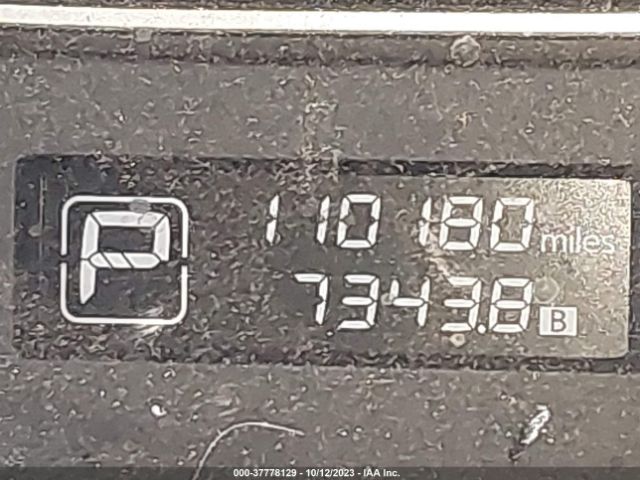 P
110180 miles
7343.8 B
000-37778129 - 10/12/2023 - IAA Inc.